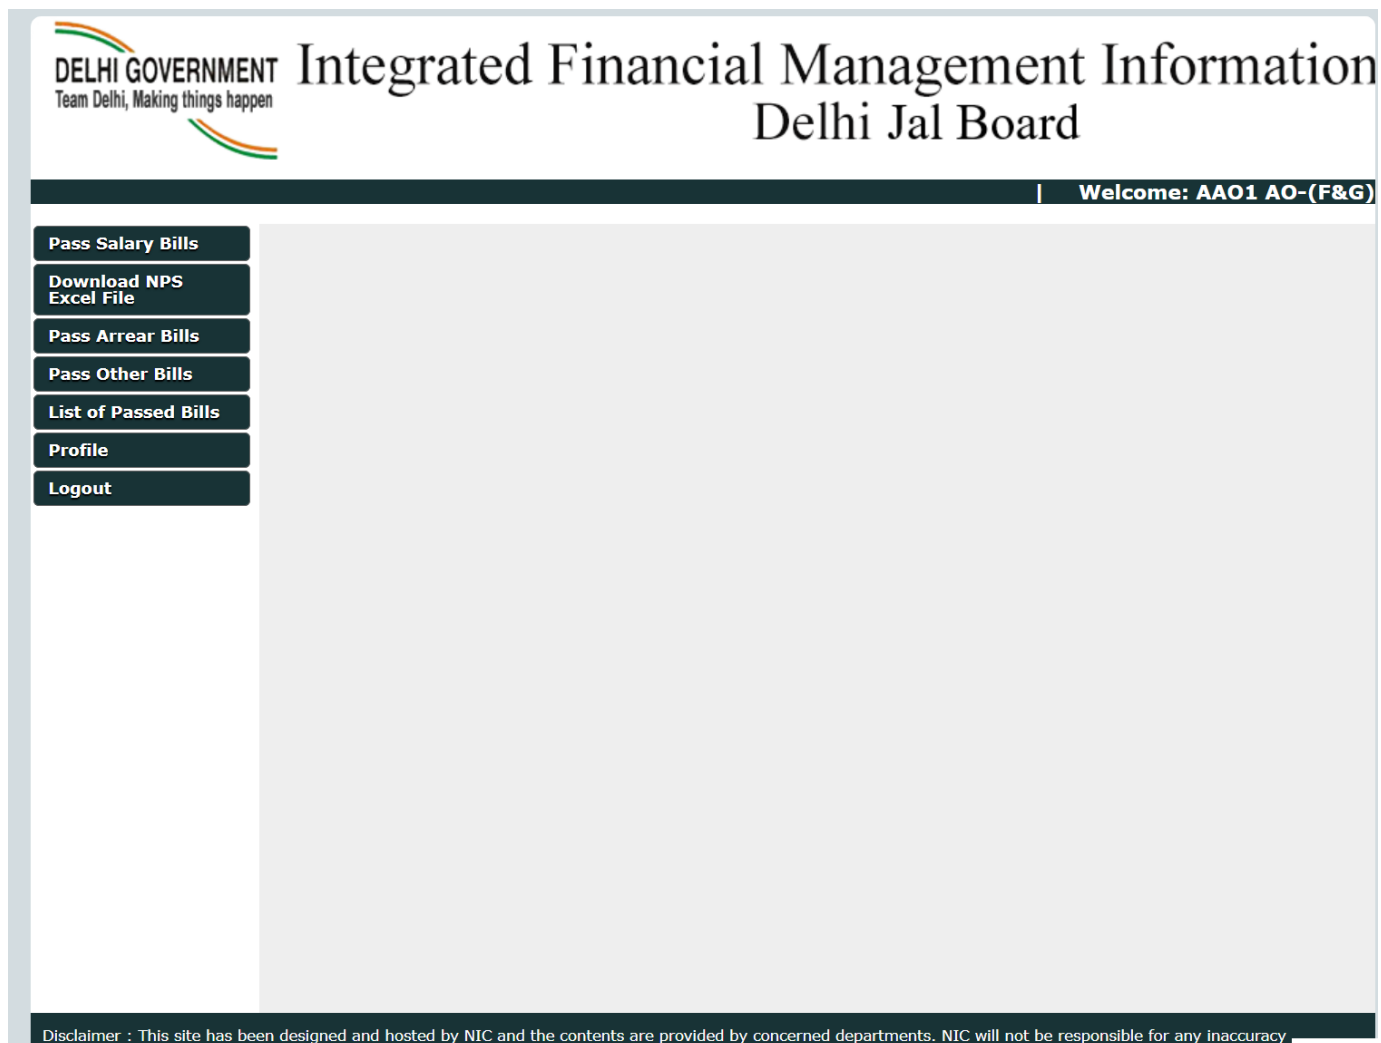 DELHI GOVERNMENT
Team Delhi, Making things happen
Integrated Financial Management Information
Delhi Jal Board
| Welcome: AAO1 AO-(F&G)
Pass Salary Bills
Download NPS
Excel File
Pass Arrear Bills
Pass Other Bills
List of Passed Bills
Profile
Logout
Disclaimer : This site has been designed and hosted by NIC and the contents are provided by concerned departments. NIC will not be responsible for any inaccuracy